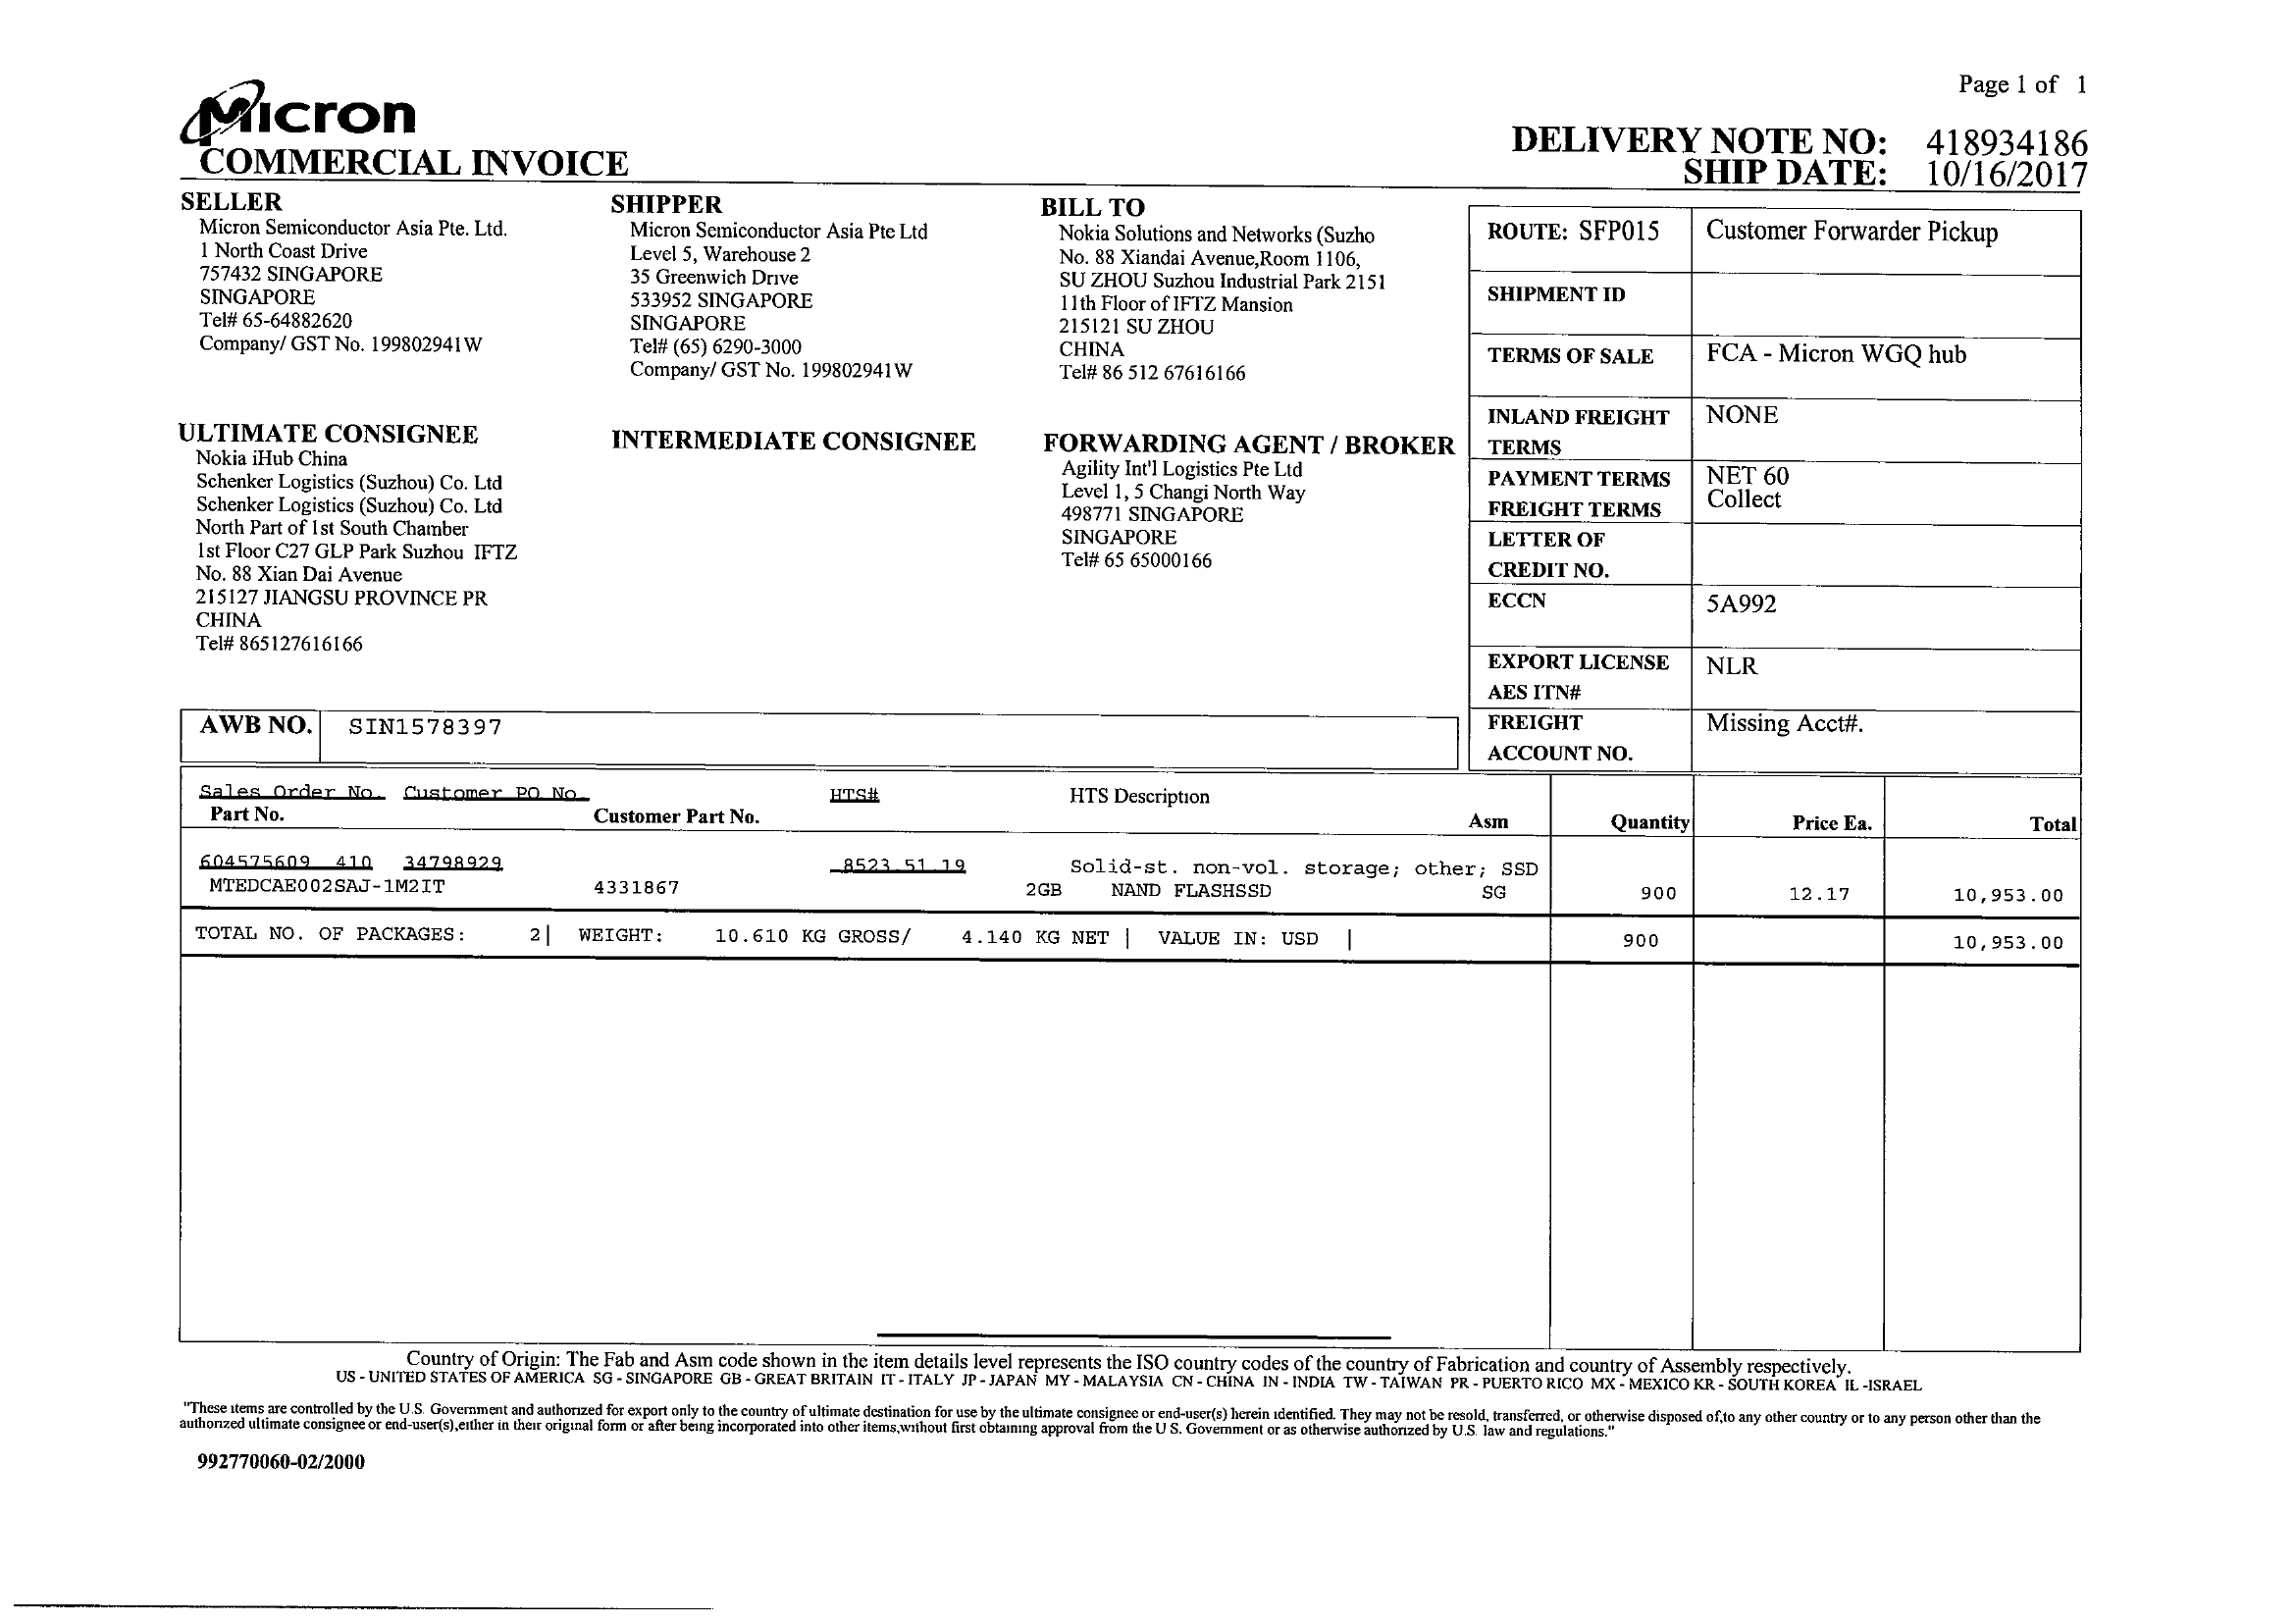 Page 1 of 1
Micron
COMMERCIAL INVOICE
DELIVERY NOTE NO: 418934186
SHIP DATE: 10/16/2017
SELLER
Micron Semiconductor Asia Pte. Ltd.
1 North Coast Drive
757432 SINGAPORE
SINGAPORE
Tel# 65-64882620
Company/ GST No. 199802941W
SHIPPER
Micron Semiconductor Asia Pte Ltd
Level 5, Warehouse 2
35 Greenwich Drive
533952 SINGAPORE
SINGAPORE
Tel# (65) 6290-3000
Company/ GST No. 199802941W
BILL TO
Nokia Solutions and Networks (Suzho
No. 88 Xiandai Avenue,Room 1106,
SU ZHOU Suzhou Industrial Park 2151
11th Floor of IFTZ Mansion
215121 SU ZHOU
CHINA
Tel# 86 512 67616166
ULTIMATE CONSIGNEE
Nokia iHub China
Schenker Logistics (Suzhou) Co. Ltd
Schenker Logistics (Suzhou) Co. Ltd
North Part of 1st South Chamber
1st Floor C27 GLP Park Suzhou IFTZ
No. 88 Xian Dai Avenue
215127 JIANGSU PROVINCE PR
CHINA
Tel# 865127616166
INTERMEDIATE CONSIGNEE
FORWARDING AGENT / BROKER
Agility Int'l Logistics Pte Ltd
Level 1, 5 Changi North Way
498771 SINGAPORE
SINGAPORE
Tel# 65 65000166
ROUTE: SFP015 Customer Forwarder Pickup
SHIPMENT ID
TERMS OF SALE FCA - Micron WGQ hub
INLAND FREIGHT NONE
TERMS
PAYMENT TERMS NET 60
FREIGHT TERMS Collect
LETTER OF
CREDIT NO.
ECCN 5A992
EXPORT LICENSE NLR
AES ITN#
FREIGHT Missing Acct#.
ACCOUNT NO.
AWB NO. SIN1578397
Sales Order No. Customer PO No. HTS# HTS Description
Part No. Customer Part No. Asm Quantity Price Ea. Total
604575609 410 34798929 8523.51.19 Solid-st. non-vol. storage; other; SSD
MTEDCAE002SAJ-1M2IT 4331867 2GB NAND FLASHSSD SG 900 12.17 10,953.00
TOTAL NO. OF PACKAGES: 2| WEIGHT: 10.610 KG GROSS/ 4.140 KG NET | VALUE IN: USD | 900 10,953.00
Country of Origin: The Fab and Asm code shown in the item details level represents the ISO country codes of the country of Fabrication and country of Assembly respectively.
US - UNITED STATES OF AMERICA SG - SINGAPORE GB - GREAT BRITAIN IT - ITALY JP - JAPAN MY - MALAYSIA CN - CHINA IN - INDIA TW - TAIWAN PR - PUERTO RICO MX - MEXICO KR - SOUTH KOREA IL -ISRAEL
"These items are controlled by the U.S. Government and authorized for export only to the country of ultimate destination for use by the ultimate consignee or end-user(s) herein identified. They may not be resold, transferred, or otherwise disposed of,to any other country or to any person other than the
authorized ultimate consignee or end-user(s),either in their original form or after being incorporated into other items,without first obtaining approval from the U S. Government or as otherwise authorized by U.S. law and regulations."
992770060-02/2000